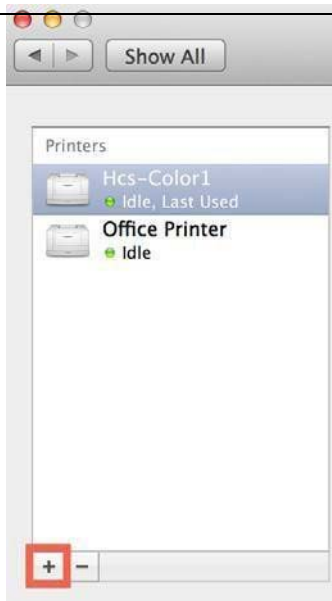 Show All
Printers
Hcs-Color1
Idle, Last Used
Office Printer
Idle
+ -